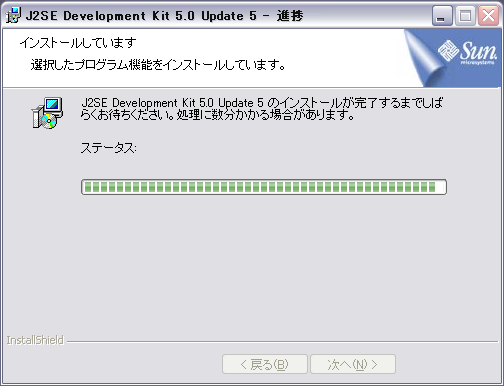 J2SE Development Kit 5.0 Update 5 - 進捗
インストールしています
選択したプログラム機能をインストールしています。
Sun
microsystems
J2SE Development Kit 5.0 Update 5 のインストールが完了するまでしば
らくお待ちください。処理に数分かかる場合があります。
ステータス:
InstallShield
< 戻る(B)
次へ(N) >